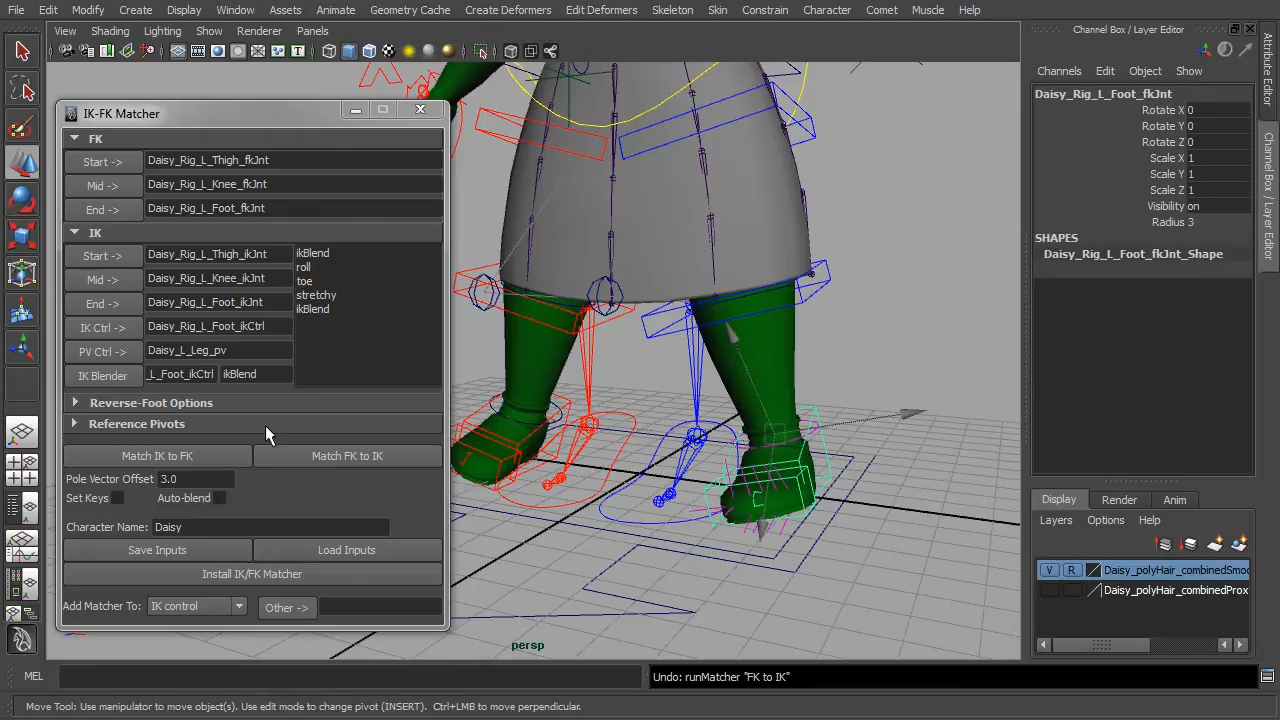 File Edit Modify Create Display Window Assets Animate Geometry Cache Create Deformers Edit Deformers Skeleton Skin Constrain Character Comet Muscle Help
View Shading Lighting Show Renderer Panels
Channel Box / Layer Editor
Channels Edit Object Show
Daisy_Rig_L_Foot_fkJnt
Rotate X 0
Rotate Y 0
Rotate Z 0
Scale X 1
Scale Y 1
Scale Z 1
Visibility on
Radius 3
SHAPES
Daisy_Rig_L_Foot_fkJnt_Shape
Attribute Editor
Channel Box / Layer Editor
IK-FK Matcher
FK
Start -> Daisy_Rig_L_Thigh_fkJnt
Mid -> Daisy_Rig_L_Knee_fkJnt
End -> Daisy_Rig_L_Foot_fkJnt
IK
Start -> Daisy_Rig_L_Thigh_ikJnt
Mid -> Daisy_Rig_L_Knee_ikJnt
End -> Daisy_Rig_L_Foot_ikJnt
IK Ctrl -> Daisy_Rig_L_Foot_ikCtrl
PV Ctrl -> Daisy_L_Leg_pv
IK Blender _L_Foot_ikCtrl ikBlend
ikBlend
roll
toe
stretchy
ikBlend
Reverse-Foot Options
Reference Pivots
Match IK to FK Match FK to IK
Pole Vector Offset 3.0
Set Keys Auto-blend
Character Name: Daisy
Save Inputs Load Inputs
Install IK/FK Matcher
Add Matcher To: IK control Other ->
persp
Display Render Anim
Layers Options Help
V R Daisy_polyHair_combinedSmoo
Daisy_polyHair_combinedProx
MEL
Undo: runMatcher "FK to IK"
Move Tool: Use manipulator to move object(s). Use edit mode to change pivot (INSERT). Ctrl+LMB to move perpendicular.